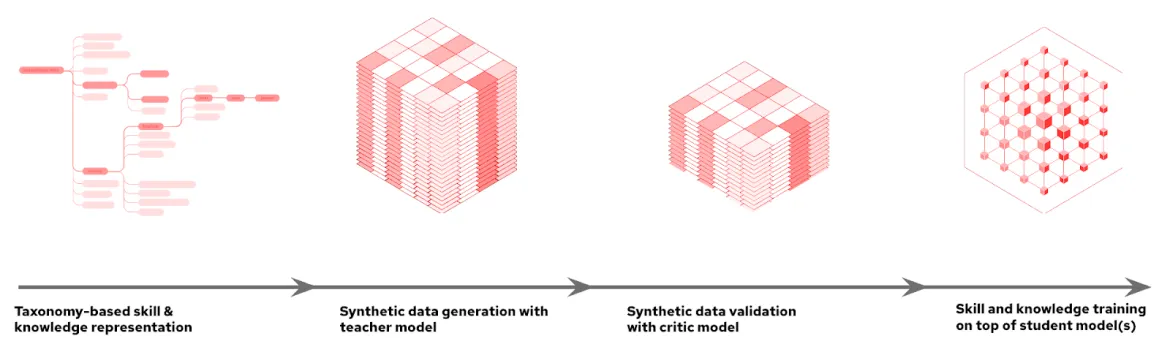 Taxonomy-based skill &
knowledge representation
Synthetic data generation with
teacher model
Synthetic data validation
with critic model
Skill and knowledge training
on top of student model(s)